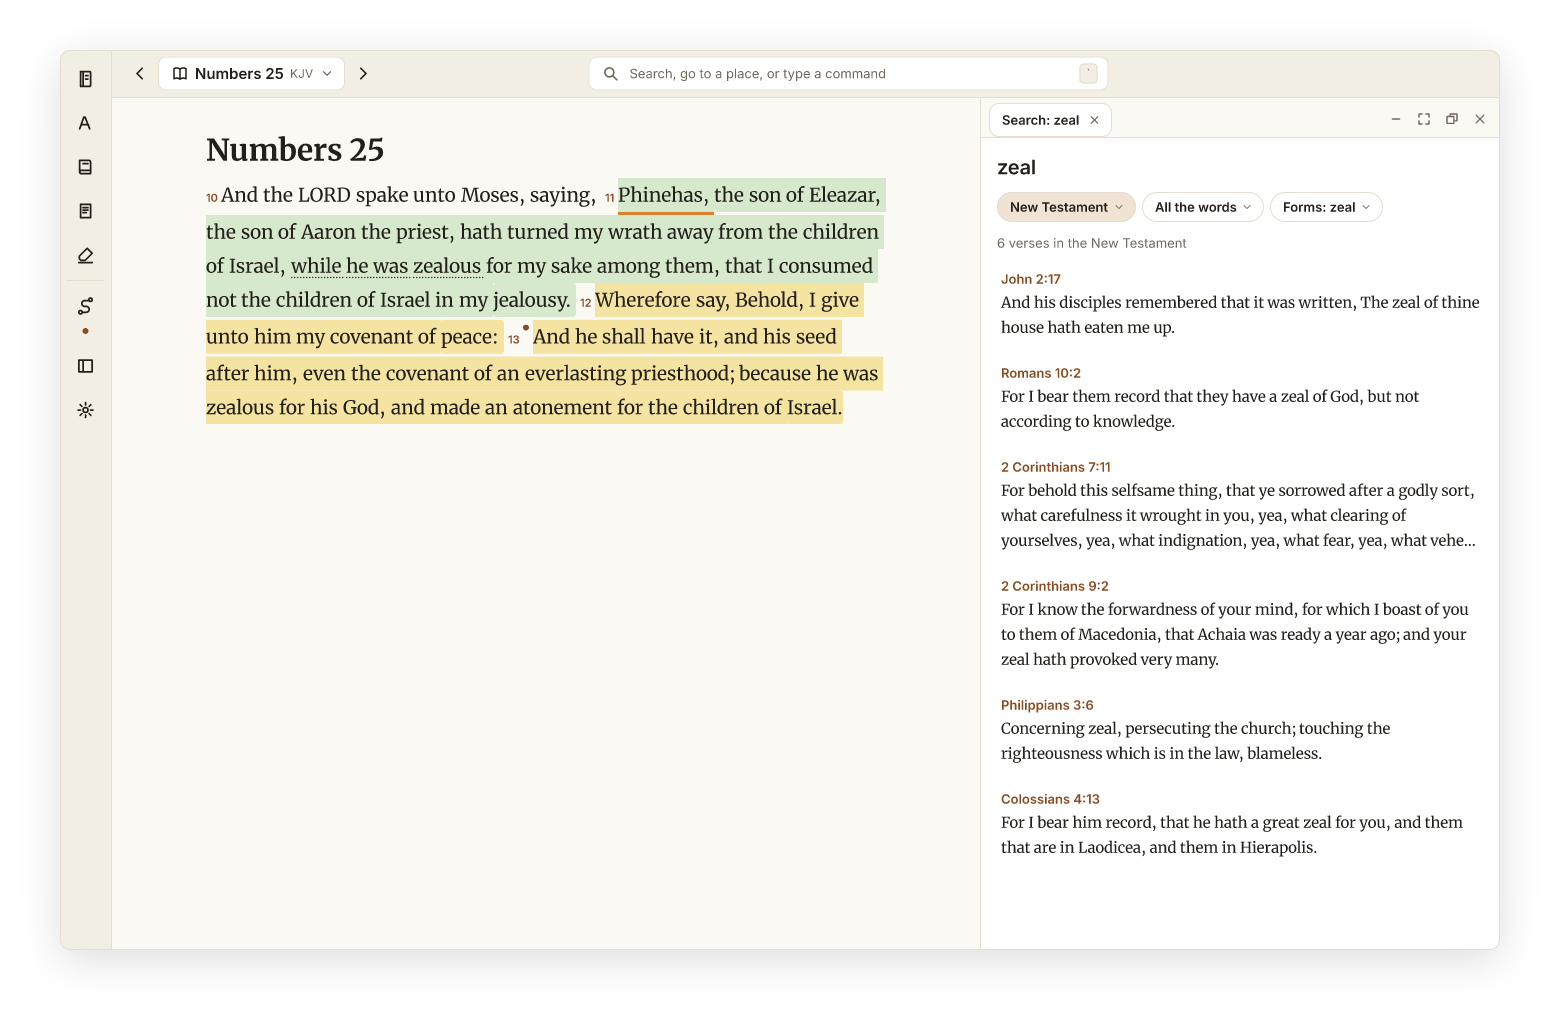 Numbers 25 KJV
Search, go to a place, or type a command
Numbers 25
10 And the LORD spake unto Moses, saying, 11 Phinehas, the son of Eleazar,
the son of Aaron the priest, hath turned my wrath away from the children
of Israel, while he was zealous for my sake among them, that I consumed
not the children of Israel in my jealousy. 12 Wherefore say, Behold, I give
unto him my covenant of peace: 13 And he shall have it, and his seed
after him, even the covenant of an everlasting priesthood; because he was
zealous for his God, and made an atonement for the children of Israel.
Search: zeal
zeal
New Testament All the words Forms: zeal
6 verses in the New Testament
John 2:17
And his disciples remembered that it was written, The zeal of thine
house hath eaten me up.
Romans 10:2
For I bear them record that they have a zeal of God, but not
according to knowledge.
2 Corinthians 7:11
For behold this selfsame thing, that ye sorrowed after a godly sort,
what carefulness it wrought in you, yea, what clearing of
yourselves, yea, what indignation, yea, what fear, yea, what vehe...
2 Corinthians 9:2
For I know the forwardness of your mind, for which I boast of you
to them of Macedonia, that Achaia was ready a year ago; and your
zeal hath provoked very many.
Philippians 3:6
Concerning zeal, persecuting the church; touching the
righteousness which is in the law, blameless.
Colossians 4:13
For I bear him record, that he hath a great zeal for you, and them
that are in Laodicea, and them in Hierapolis.